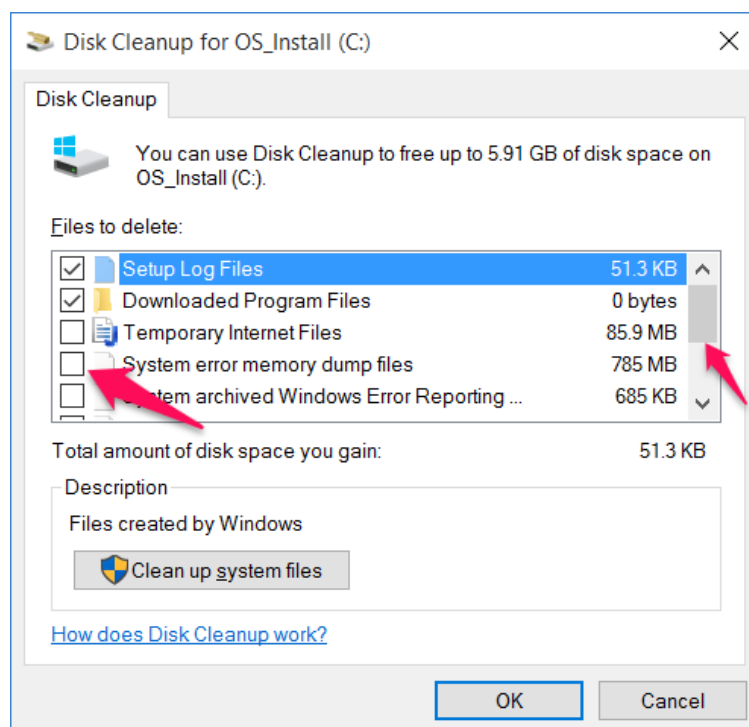 Disk Cleanup for OS_Install (C:)
Disk Cleanup
You can use Disk Cleanup to free up to 5.91 GB of disk space on
OS_Install (C:).
Files to delete:
Setup Log Files 51.3 KB
Downloaded Program Files 0 bytes
Temporary Internet Files 85.9 MB
System error memory dump files 785 MB
System archived Windows Error Reporting ... 685 KB
Total amount of disk space you gain: 51.3 KB
Description
Files created by Windows
Clean up system files
How does Disk Cleanup work?
OK Cancel